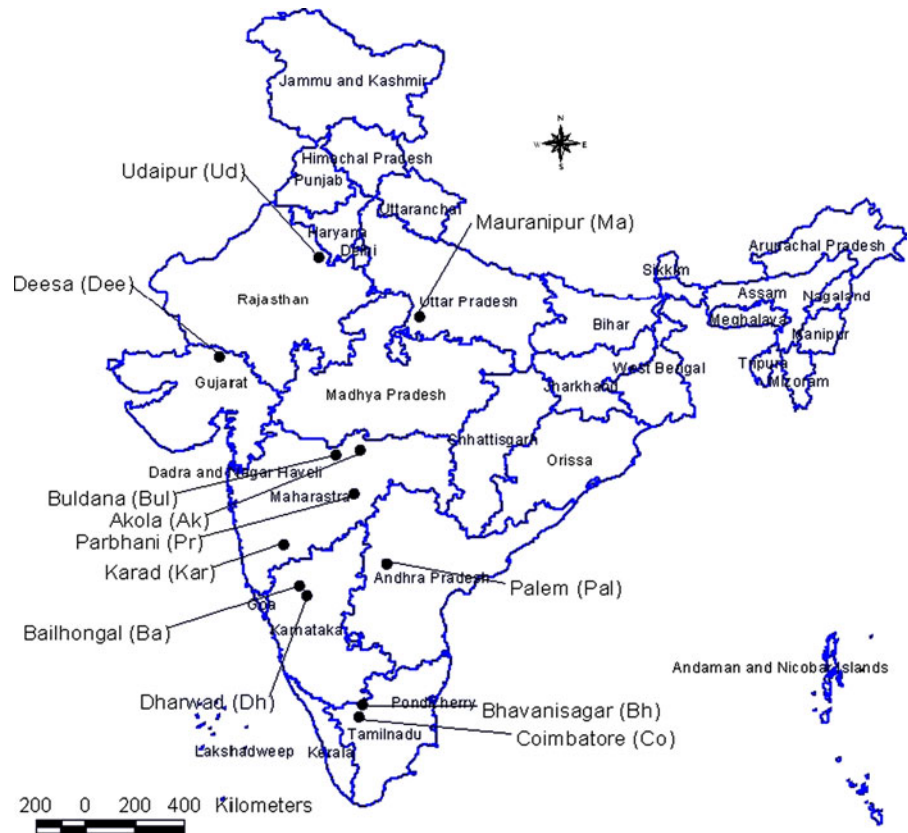 Jammu and Kashmir
N
W E
S
Himachal Pradesh
Udaipur (Ud)
Punjab
Uttaranchal
Mauranipur (Ma)
Haryana
Delhi
Arunachal Pradesh
Sikkim
Deesa (Dee)
Rajasthan
Uttar Pradesh
Assam
Nagaland
Bihar
Meghalaya
Manipur
Gujarat
West Bengal
Tripura
Mizoram
Jharkhand
Madhya Pradesh
Chhattisgarh
Orissa
Dadra and Nagar Haveli
Buldana (Bul)
Maharastra
Akola (Ak)
Parbhani (Pr)
Karad (Kar)
Andhra Pradesh
Palem (Pal)
Goa
Bailhongal (Ba)
Karnataka
Andaman and Nicobar Islands
Dharwad (Dh)
Pondicherry
Bhavanisagar (Bh)
Tamilnadu
Coimbatore (Co)
Lakshadweep
Kerala
200 0 200 400 Kilometers